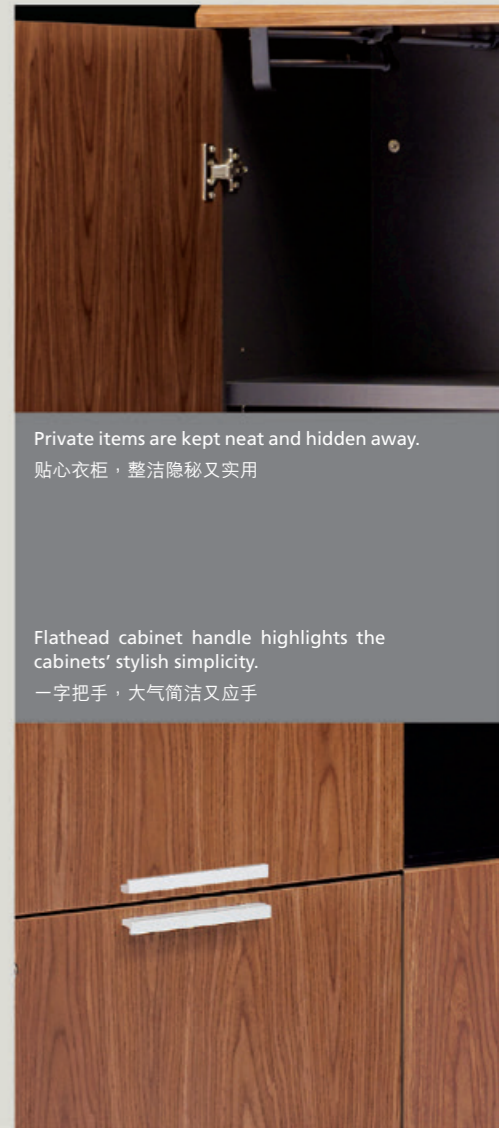 Private items are kept neat and hidden away.
贴心衣柜，整洁隐秘又实用
Flathead cabinet handle highlights the
cabinets’ stylish simplicity.
一字把手，大气简洁又应手